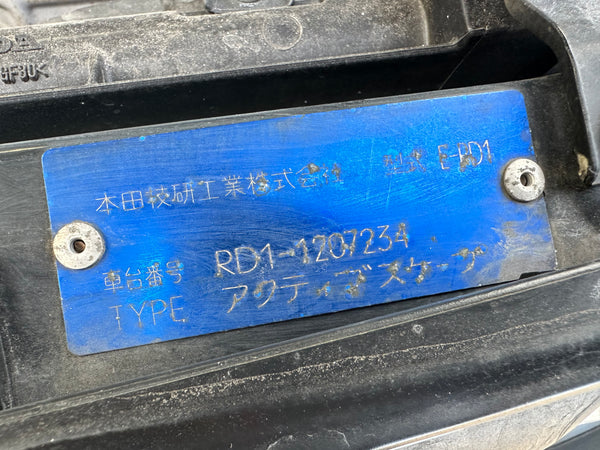 本田技研工業株式会社 型式 E-RD1
車台番号 RD1-1207234
TYPE アクティブスケープ